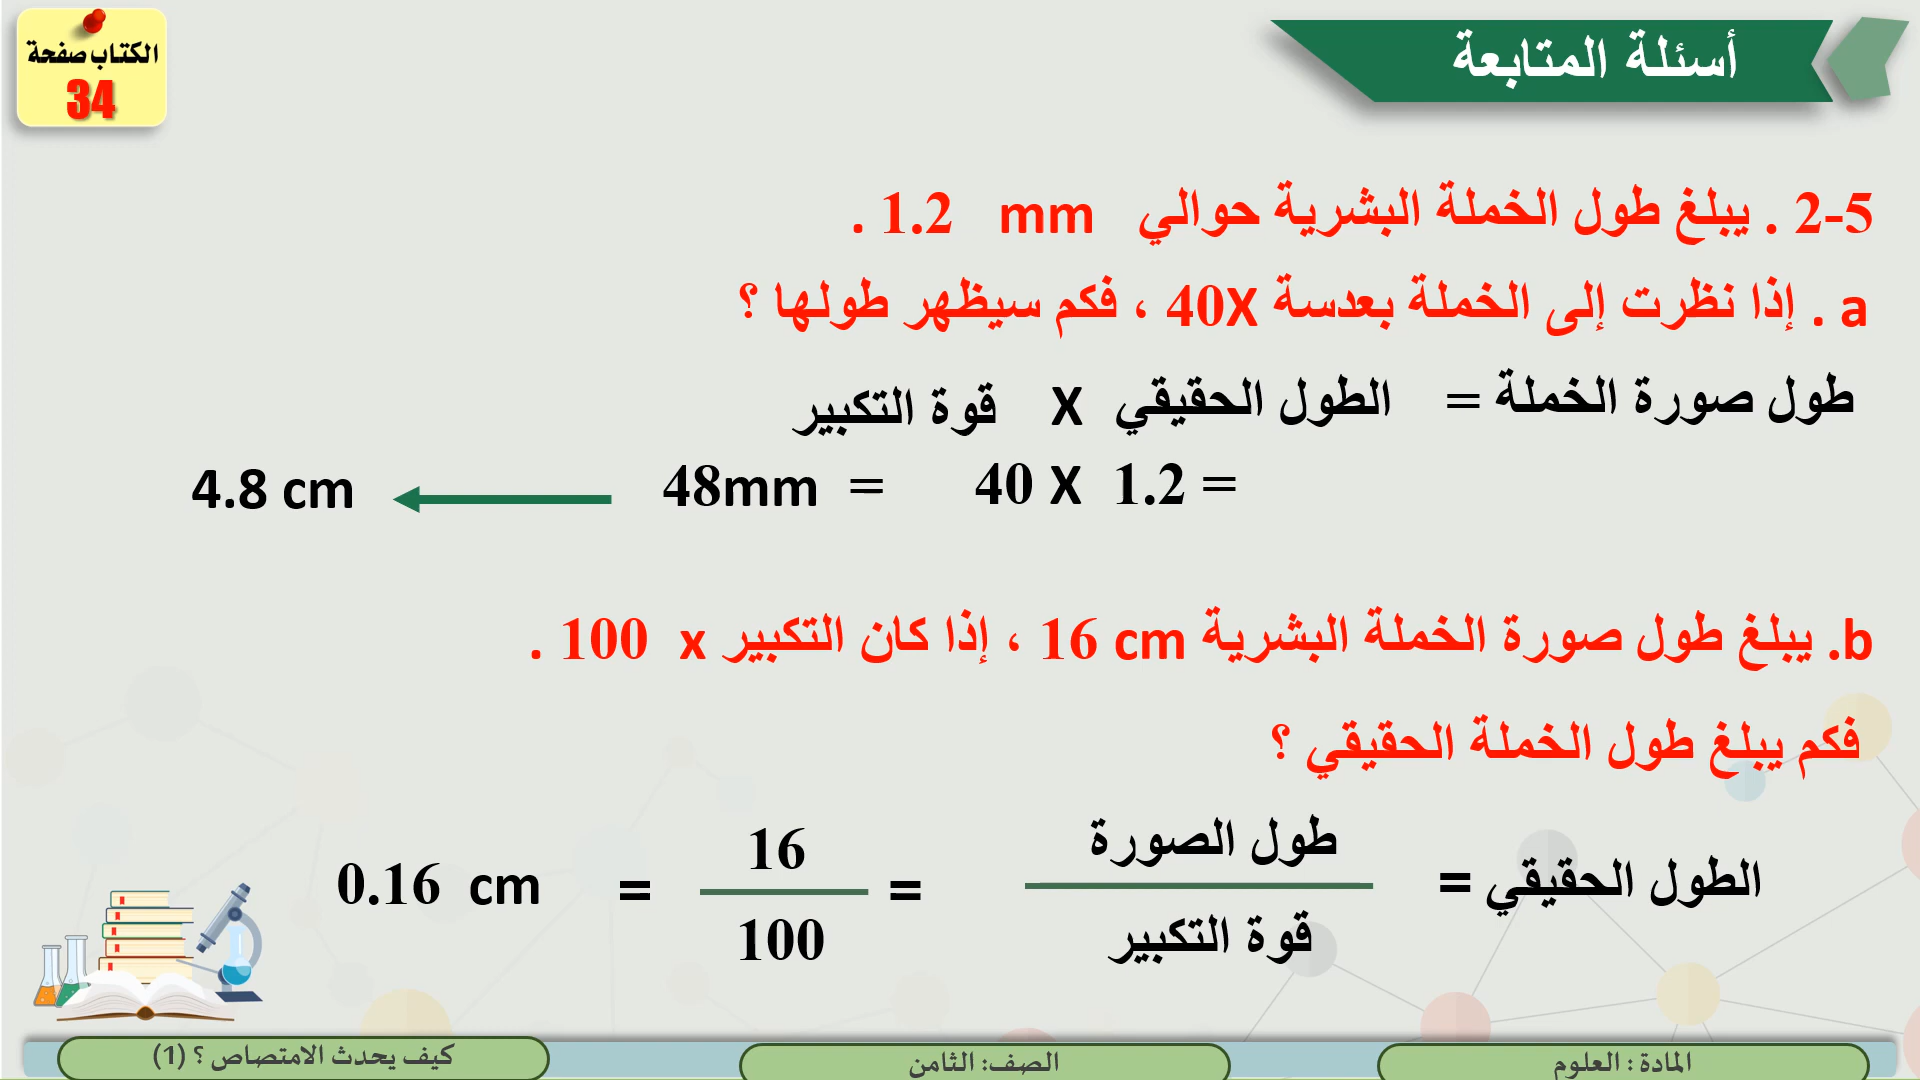 أسئلة المتابعة
الكتاب صفحة
34
2-5 . يبلغ طول الخملة البشرية حوالي mm 1.2 .
a . إذا نظرت إلى الخملة بعدسة 40X ، فكم سيظهر طولها ؟
طول صورة الخملة = الطول الحقيقي X قوة التكبير
= 1.2 X 40 = 48mm 4.8 cm
b. يبلغ طول صورة الخملة البشرية 16 cm ، إذا كان التكبير x 100 .
فكم يبلغ طول الخملة الحقيقي ؟
طول الصورة 16
الطول الحقيقي = = = 0.16 cm
قوة التكبير 100
المادة : العلوم
الصف: الثامن
كيف يحدث الامتصاص ؟ (1)